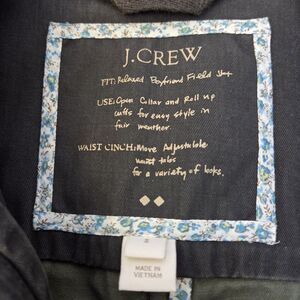 J.CREW
FIT: Relaxed Boyfriend Field
USE: Open Collar and Roll up
cuffs for easy style in
fair weather.
WAIST CINCH: Move Adjustable
waist tabs
for a variety of looks.
S
MADE IN
VIETNAM